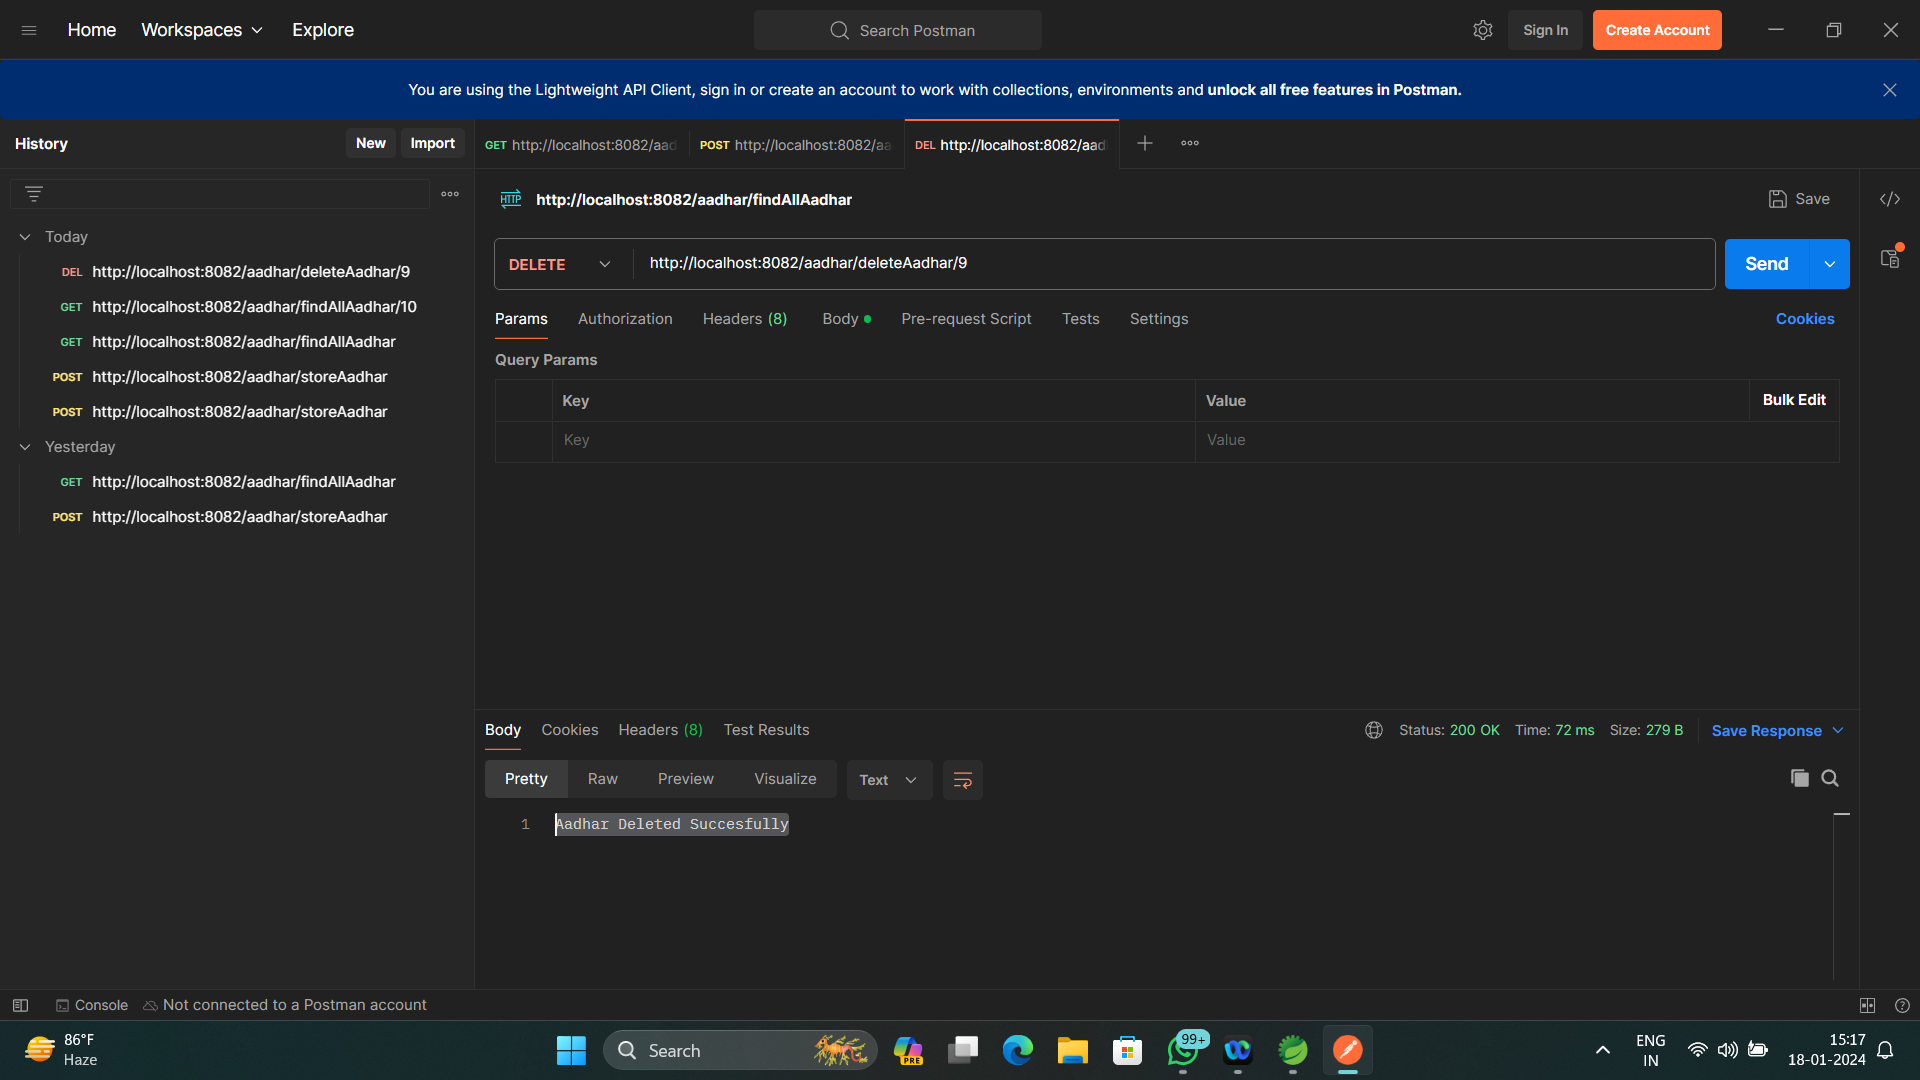 Home Workspaces Explore
Search Postman
Sign In Create Account
You are using the Lightweight API Client, sign in or create an account to work with collections, environments and unlock all free features in Postman.
History New Import
GET http://localhost:8082/aad POST http://localhost:8082/aa DEL http://localhost:8082/aad
HTTP http://localhost:8082/aadhar/findAllAadhar Save
Today
DEL http://localhost:8082/aadhar/deleteAadhar/9
GET http://localhost:8082/aadhar/findAllAadhar/10
GET http://localhost:8082/aadhar/findAllAadhar
POST http://localhost:8082/aadhar/storeAadhar
POST http://localhost:8082/aadhar/storeAadhar
Yesterday
GET http://localhost:8082/aadhar/findAllAadhar
POST http://localhost:8082/aadhar/storeAadhar
DELETE http://localhost:8082/aadhar/deleteAadhar/9 Send
Params Authorization Headers (8) Body Pre-request Script Tests Settings Cookies
Query Params
Key Value Bulk Edit
Key Value
Body Cookies Headers (8) Test Results Status: 200 OK Time: 72 ms Size: 279 B Save Response
Pretty Raw Preview Visualize Text
1 Aadhar Deleted Succesfully
Console Not connected to a Postman account
86°F
Haze
Search
PRE
99+
ENG
IN
15:17
18-01-2024